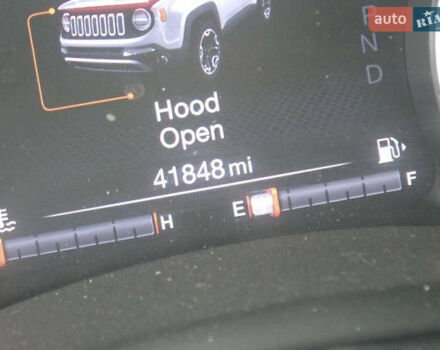 auto RIA
R
N
D
Hood
Open
41848 mi
E
F
H